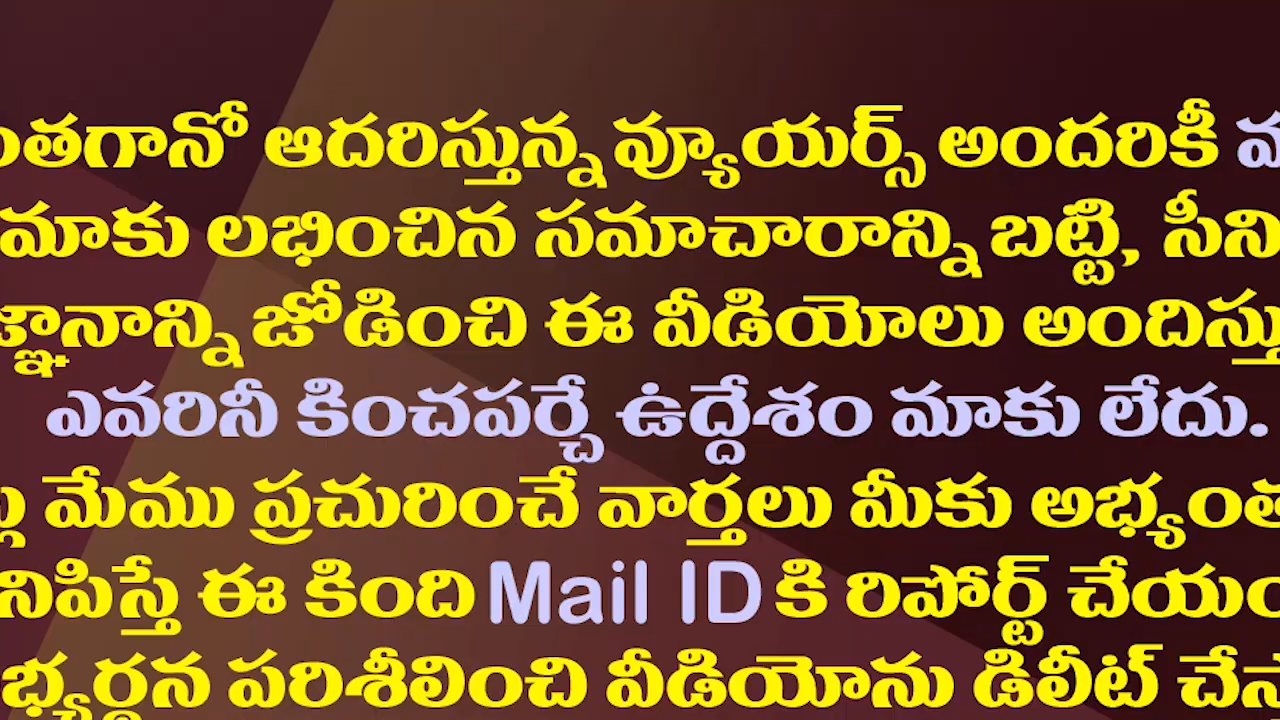 ఆదరిస్తున్న వ్యూయర్స్ అందరికీ
మాకు లభించిన సమాచారాన్ని బట్టి, సీని
జోడించి ఈ వీడియోలు
ఎవరినీ కించపర్చే ఉద్దేశం మాకు లేదు.
మేము ప్రచురించే వార్తలు మీకు
ఈ కింది Mail ID కి రిపోర్ట్
పరిశీలించి వీడియోను డిలీట్